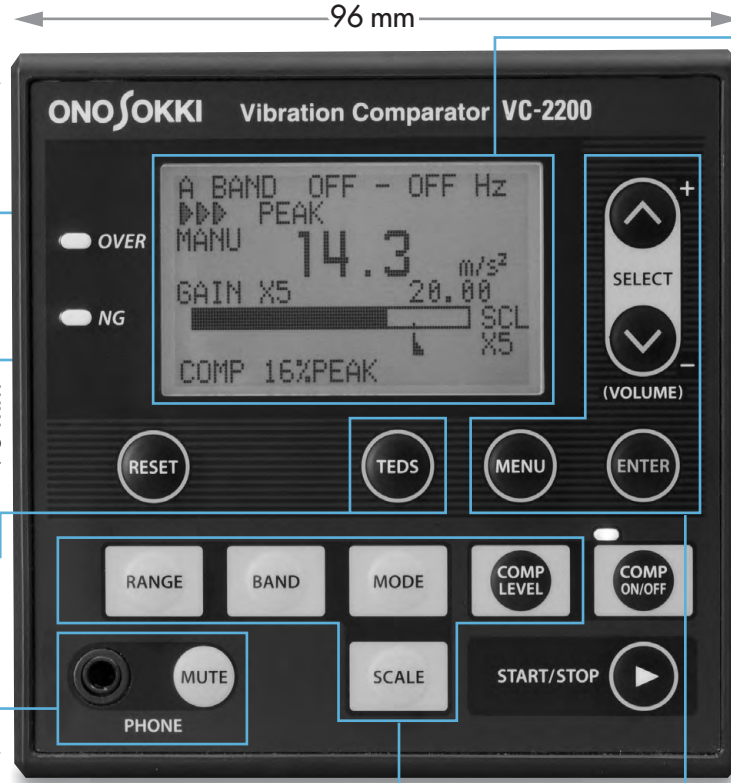 96 mm
ONO SOKKI Vibration Comparator VC-2200
A BAND OFF - OFF Hz
PEAK
OVER
MANU 14.3 m/s²
GAIN X5 20.00
NG
SCL
X5
COMP 16%PEAK
+
SELECT
−
(VOLUME)
RESET
TEDS
MENU
ENTER
RANGE
BAND
MODE
COMP LEVEL
COMP ON/OFF
MUTE
PHONE
SCALE
START/STOP